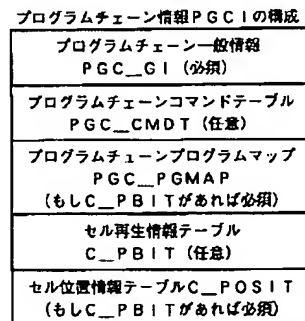 プログラムチェーン情報PGCIの構成
プログラムチェーン一般情報
PGC_GI (必須)
プログラムチェーンコマンドテーブル
PGC_CMDT (任意)
プログラムチェーンプログラムマップ
PGC_PGMAP
(もしC_PBITがあれば必須)
セル再生情報テーブル
C_PBIT (任意)
セル位置情報テーブルC_POSIT
(もしC_PBITがあれば必須)